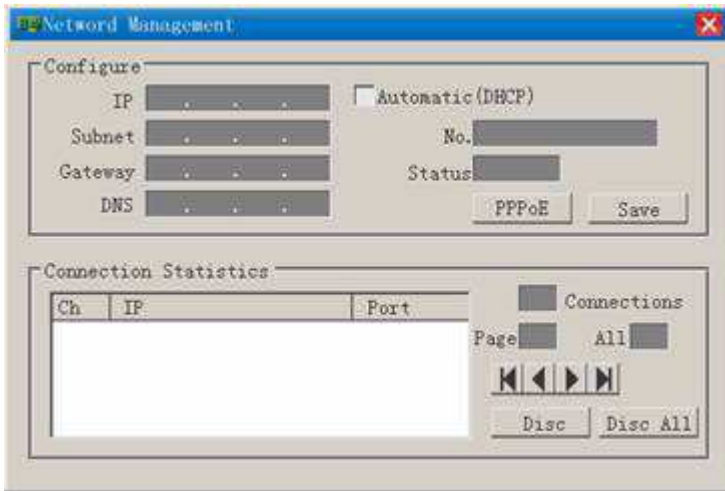 Netword Management
Configure
IP . . .
Automatic(DHCP)
Subnet . . .
No.
Gateway . . .
Status
DNS . . .
PPPoE
Save
Connection Statistics
Ch IP Port
Connections
Page
All
Disc
Disc All